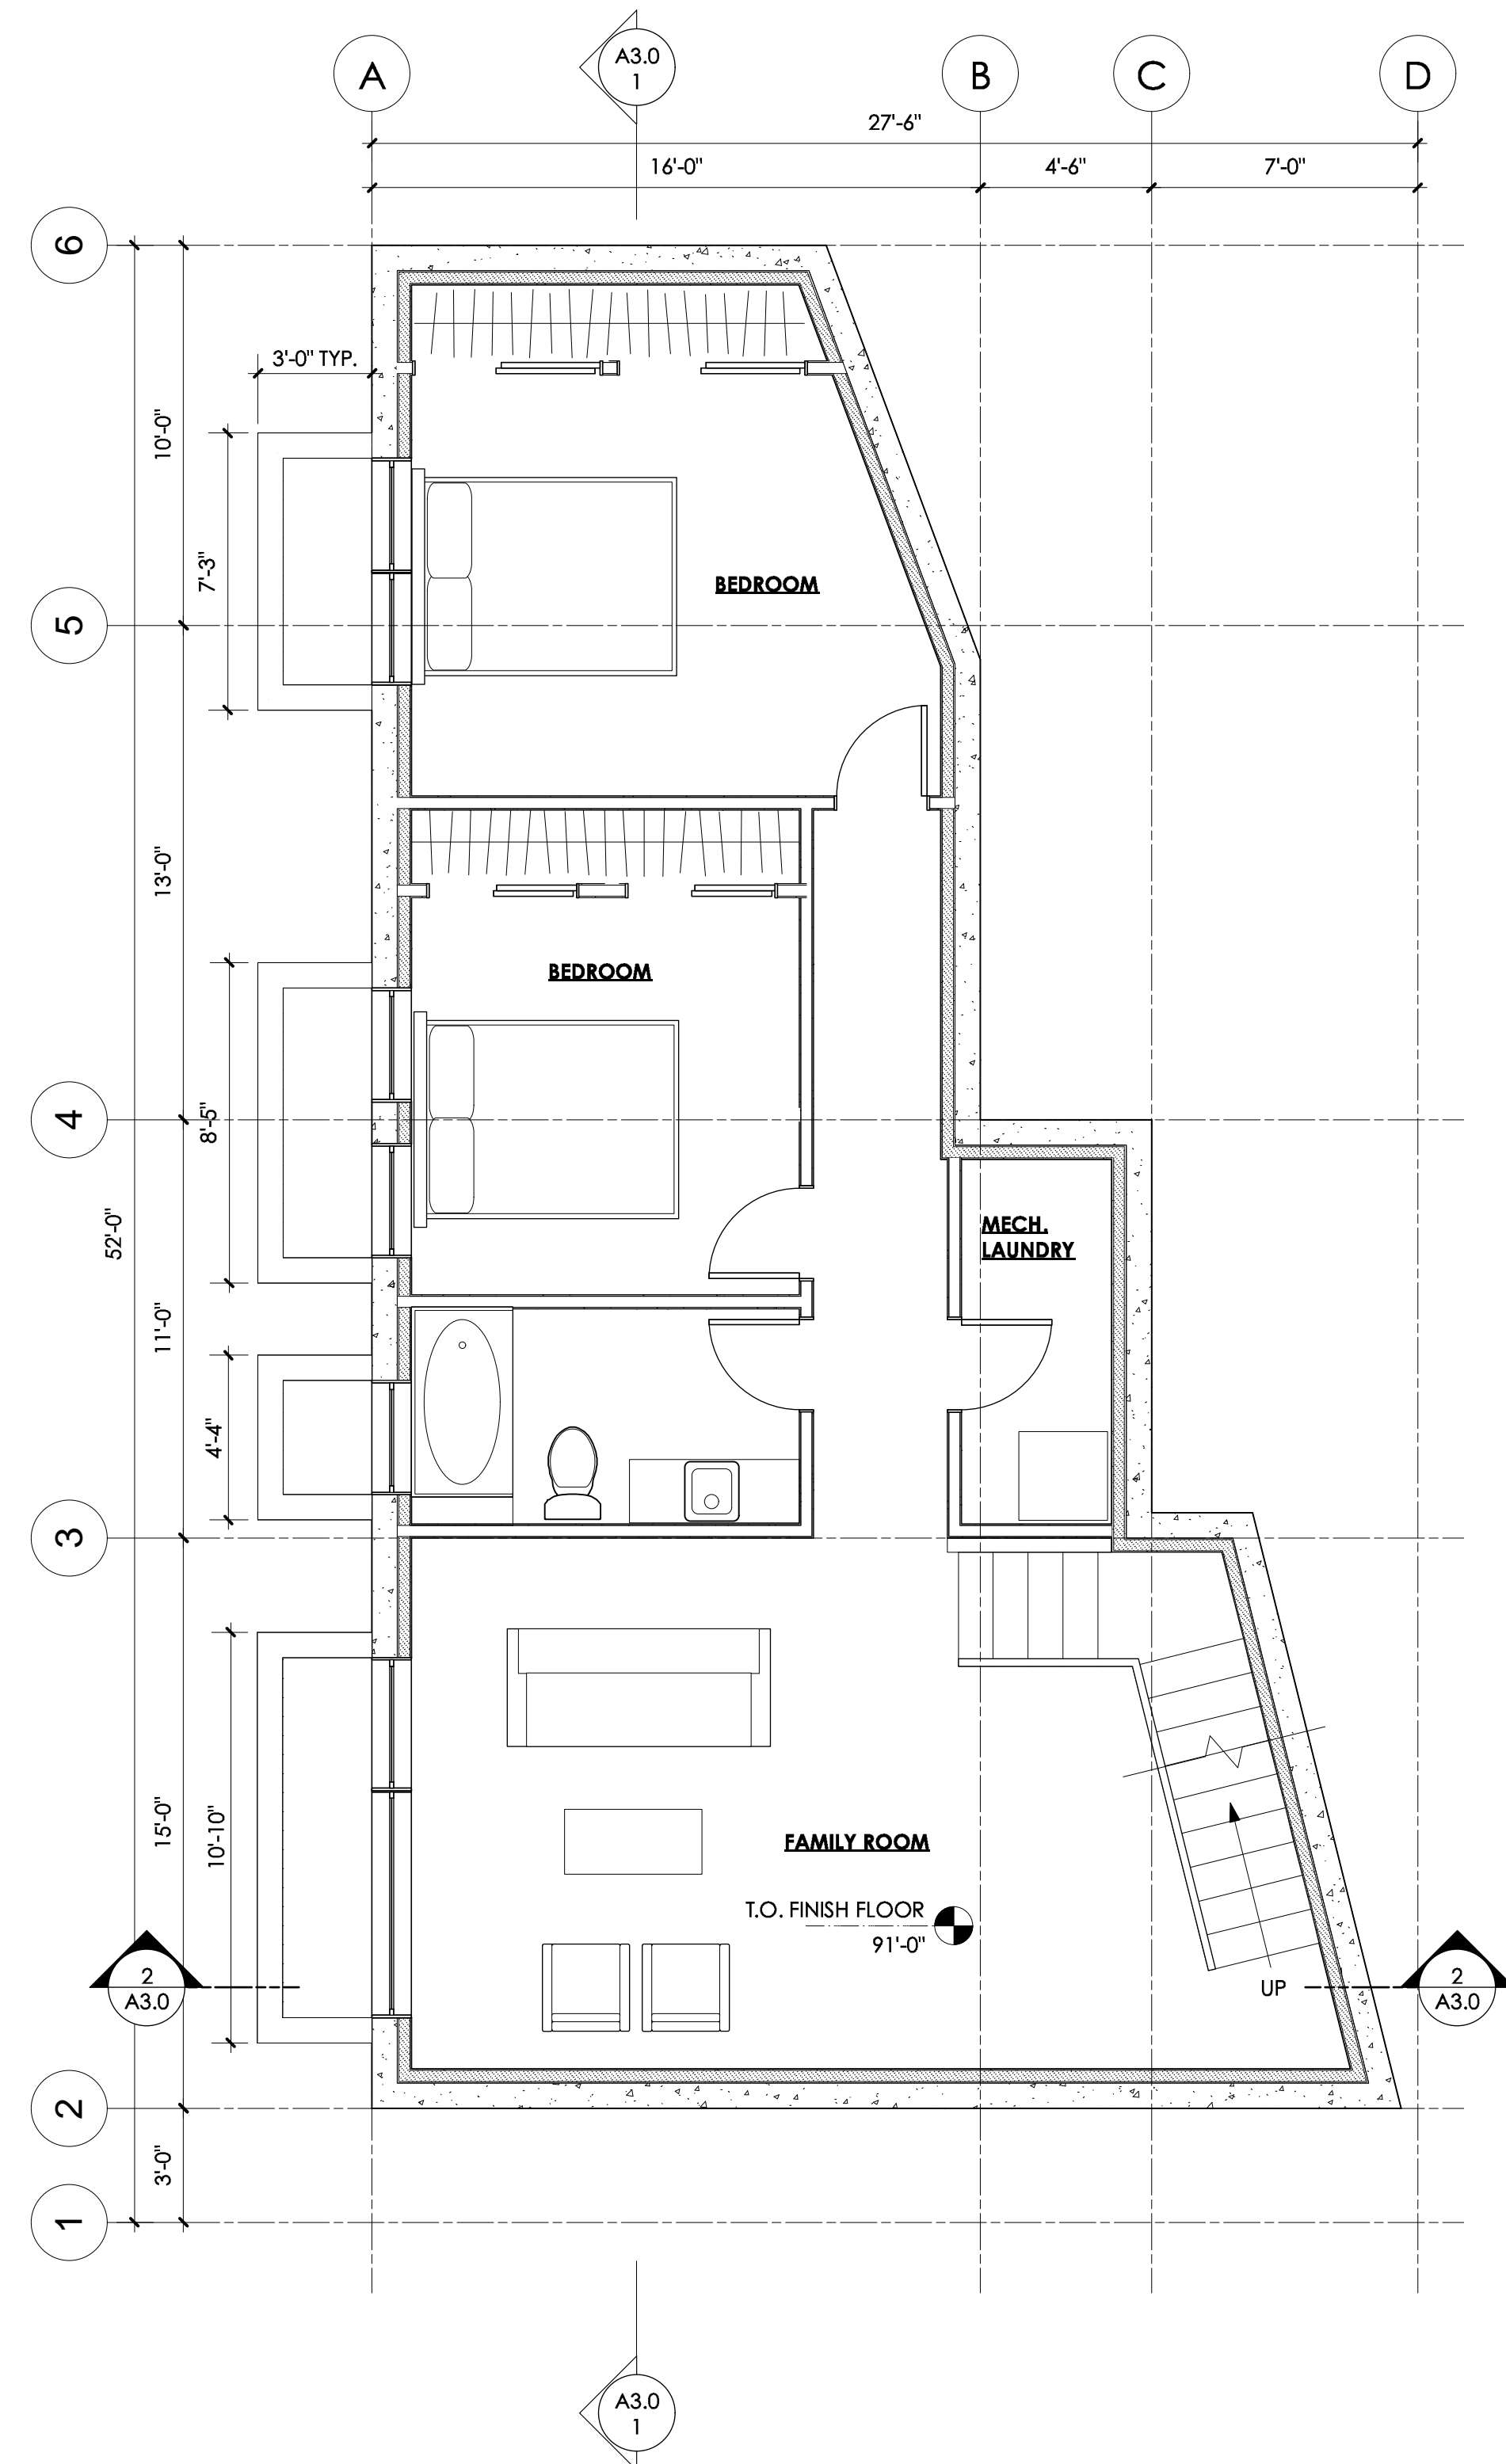 A3.0
1
A
B
C
D
27'-6"
16'-0"
4'-6"
7'-0"
6
3'-0" TYP.
10'-0"
7'-3"
BEDROOM
5
13'-0"
BEDROOM
4
8'-5"
52'-0"
MECH.
LAUNDRY
11'-0"
4'-4"
3
15'-0"
10'-10"
FAMILY ROOM
T.O. FINISH FLOOR
91'-0"
2
A3.0
UP
2
A3.0
2
3'-0"
1
A3.0
1